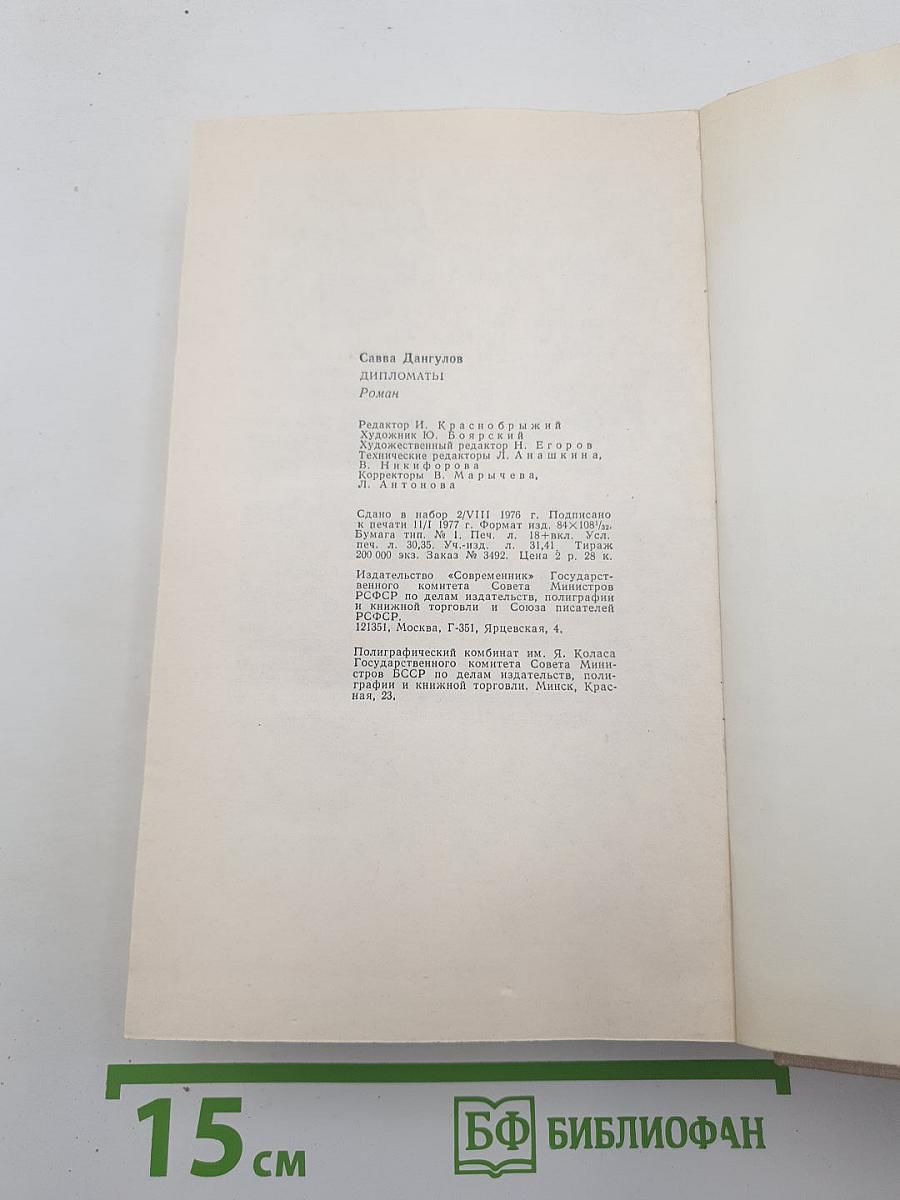 Савва Дангулов
ДИПЛОМАТЫ
Роман
Редактор И. Краснобрыжий
Художник Ю. Боярский
Художественный редактор Н. Егоров
Технические редакторы Л. Анашкина,
В. Никифорова
Корректоры В. Марычева,
Л. Антонова
Сдано в набор 2/VIII 1976 г. Подписано
к печати 11/I 1977 г. Формат изд. 84×108¹/₃₂.
Бумага тип. № 1. Печ. л. 18+вкл. Усл.
печ. л. 30,35. Уч.-изд. л. 31,41. Тираж
200 000 экз. Заказ № 3492. Цена 2 р. 28 к.
Издательство «Современник» Государст-
венного комитета Совета Министров
РСФСР по делам издательств, полиграфии
и книжной торговли и Союза писателей
РСФСР.
121351, Москва, Г-351, Ярцевская, 4.
Полиграфический комбинат им. Я. Коласа
Государственного комитета Совета Мини-
стров БССР по делам издательств, поли-
графии и книжной торговли. Минск, Крас-
ная, 23.
15 см
БФ БИБЛИОФАН